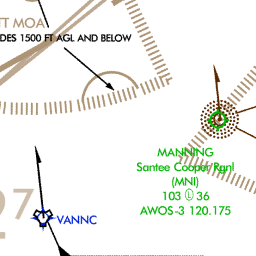 TT MOA
DES 1500 FT AGL AND BELOW
MANNING
Santee Cooper Rgnl
(MNI)
103 Ⓛ 36
AWOS-3 120.175
27
VANNC